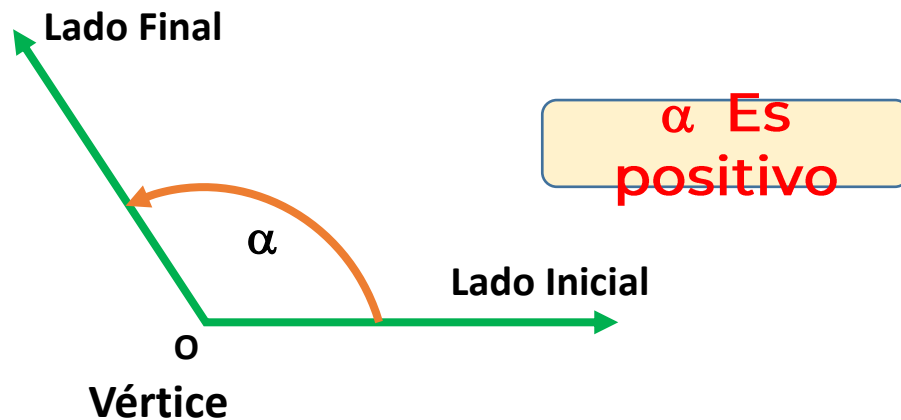 Lado Final
α Es
positivo
α
Lado Inicial
O
Vértice